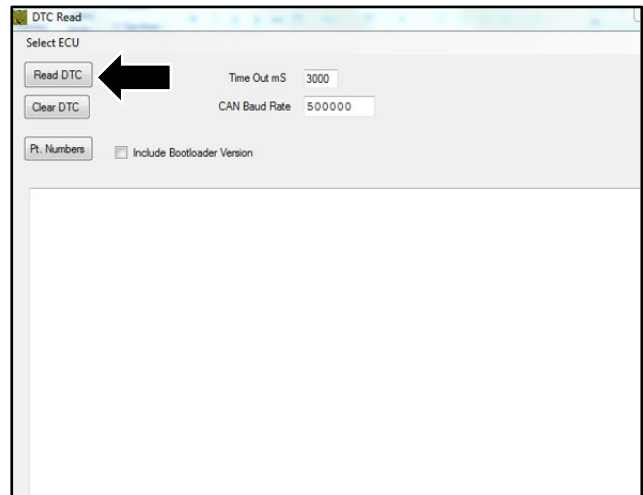 DTC Read
Select ECU
Read DTC
Time Out mS 3000
Clear DTC
CAN Baud Rate 500000
Pt. Numbers
Include Bootloader Version